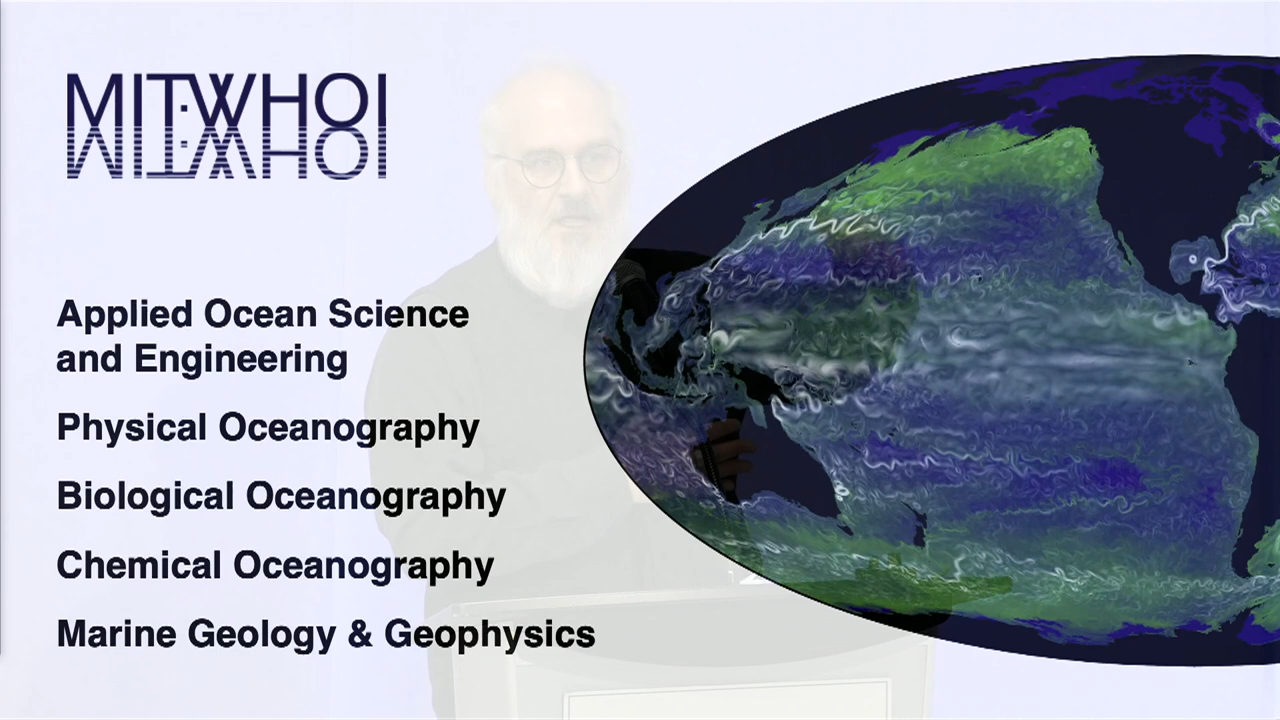 MIT·WHOI
Applied Ocean Science
and Engineering
Physical Oceanography
Biological Oceanography
Chemical Oceanography
Marine Geology & Geophysics